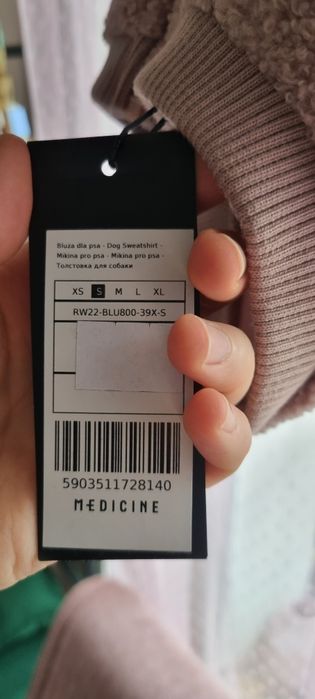 Bluza dla psa - Dog Sweatshirt -
Mikina pro psa - Mikina pro psa -
Толстовка для собаки
XS S M L XL
RW22-BLU800-39X-S
5903511728140
MEDICINE